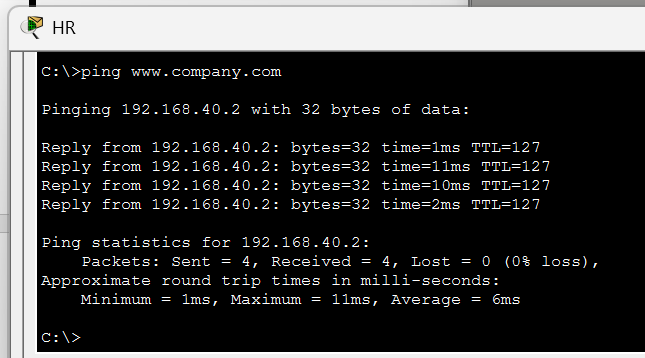 HR
C:\>ping www.company.com
Pinging 192.168.40.2 with 32 bytes of data:
Reply from 192.168.40.2: bytes=32 time=1ms TTL=127
Reply from 192.168.40.2: bytes=32 time=11ms TTL=127
Reply from 192.168.40.2: bytes=32 time=10ms TTL=127
Reply from 192.168.40.2: bytes=32 time=2ms TTL=127
Ping statistics for 192.168.40.2:
    Packets: Sent = 4, Received = 4, Lost = 0 (0% loss),
Approximate round trip times in milli-seconds:
    Minimum = 1ms, Maximum = 11ms, Average = 6ms
C:\>